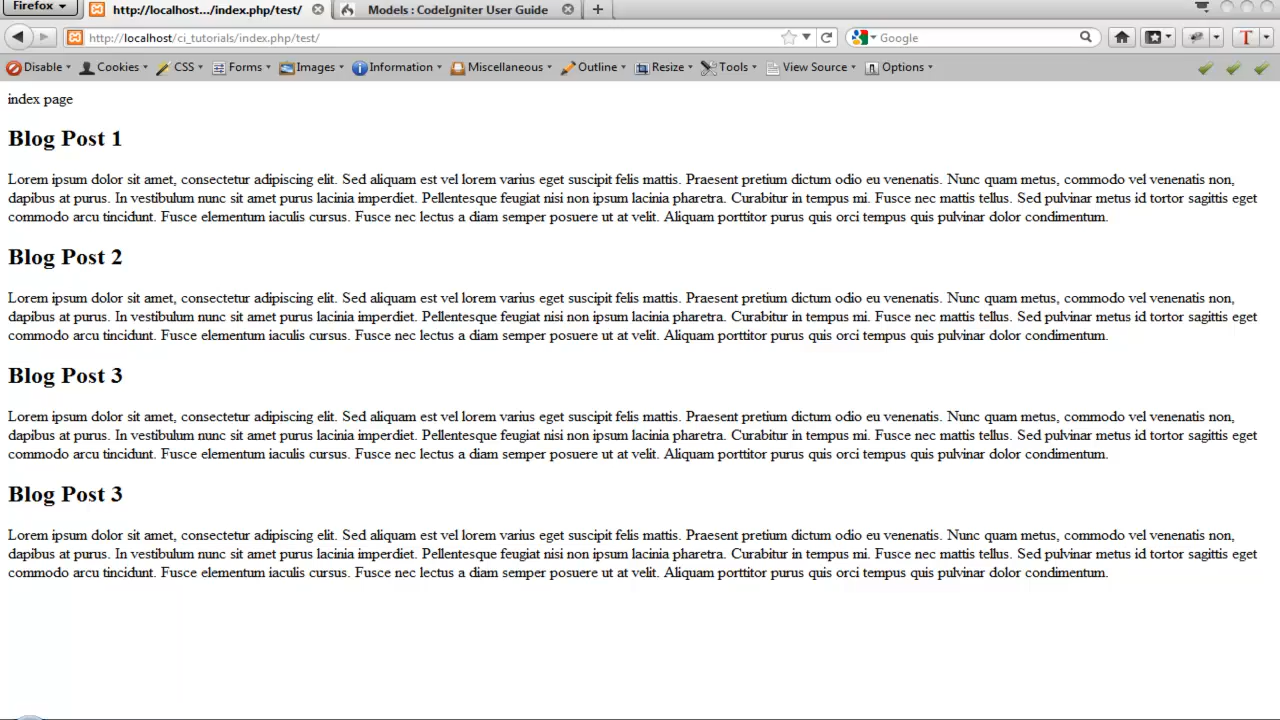 Firefox
http://localhost.../index.php/test/
Models : CodeIgniter User Guide
http://localhost/ci_tutorials/index.php/test/
Google
T
Disable Cookies CSS Forms Images Information Miscellaneous Outline Resize Tools View Source Options
index page
Blog Post 1
Lorem ipsum dolor sit amet, consectetur adipiscing elit. Sed aliquam est vel lorem varius eget suscipit felis mattis. Praesent pretium dictum odio eu venenatis. Nunc quam metus, commodo vel venenatis non,
dapibus at purus. In vestibulum nunc sit amet purus lacinia imperdiet. Pellentesque feugiat nisi non ipsum lacinia pharetra. Curabitur in tempus mi. Fusce nec mattis tellus. Sed pulvinar metus id tortor sagittis eget
commodo arcu tincidunt. Fusce elementum iaculis cursus. Fusce nec lectus a diam semper posuere ut at velit. Aliquam porttitor purus quis orci tempus quis pulvinar dolor condimentum.
Blog Post 2
Lorem ipsum dolor sit amet, consectetur adipiscing elit. Sed aliquam est vel lorem varius eget suscipit felis mattis. Praesent pretium dictum odio eu venenatis. Nunc quam metus, commodo vel venenatis non,
dapibus at purus. In vestibulum nunc sit amet purus lacinia imperdiet. Pellentesque feugiat nisi non ipsum lacinia pharetra. Curabitur in tempus mi. Fusce nec mattis tellus. Sed pulvinar metus id tortor sagittis eget
commodo arcu tincidunt. Fusce elementum iaculis cursus. Fusce nec lectus a diam semper posuere ut at velit. Aliquam porttitor purus quis orci tempus quis pulvinar dolor condimentum.
Blog Post 3
Lorem ipsum dolor sit amet, consectetur adipiscing elit. Sed aliquam est vel lorem varius eget suscipit felis mattis. Praesent pretium dictum odio eu venenatis. Nunc quam metus, commodo vel venenatis non,
dapibus at purus. In vestibulum nunc sit amet purus lacinia imperdiet. Pellentesque feugiat nisi non ipsum lacinia pharetra. Curabitur in tempus mi. Fusce nec mattis tellus. Sed pulvinar metus id tortor sagittis eget
commodo arcu tincidunt. Fusce elementum iaculis cursus. Fusce nec lectus a diam semper posuere ut at velit. Aliquam porttitor purus quis orci tempus quis pulvinar dolor condimentum.
Blog Post 3
Lorem ipsum dolor sit amet, consectetur adipiscing elit. Sed aliquam est vel lorem varius eget suscipit felis mattis. Praesent pretium dictum odio eu venenatis. Nunc quam metus, commodo vel venenatis non,
dapibus at purus. In vestibulum nunc sit amet purus lacinia imperdiet. Pellentesque feugiat nisi non ipsum lacinia pharetra. Curabitur in tempus mi. Fusce nec mattis tellus. Sed pulvinar metus id tortor sagittis eget
commodo arcu tincidunt. Fusce elementum iaculis cursus. Fusce nec lectus a diam semper posuere ut at velit. Aliquam porttitor purus quis orci tempus quis pulvinar dolor condimentum.